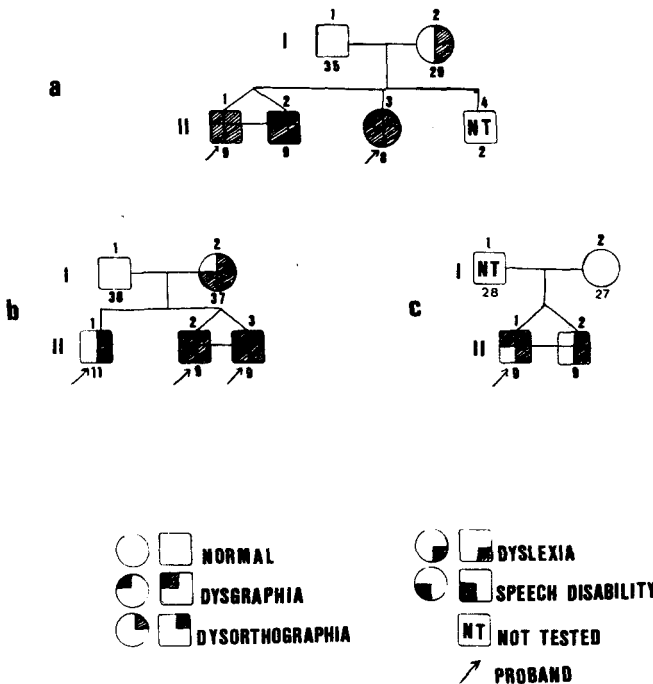 1 2
I
35 29
a
1 2 3 4
II NT
9 9 8 2
1 2
I
38 37
b
1 2 3
II
11 9 9
1 2
I NT
28 27
c
1 2
II
9 9
NORMAL
DYSGRAPHIA
DYSORTHOGRAPHIA
DYSLEXIA
SPEECH DISABILITY
NT NOT TESTED
PROBAND